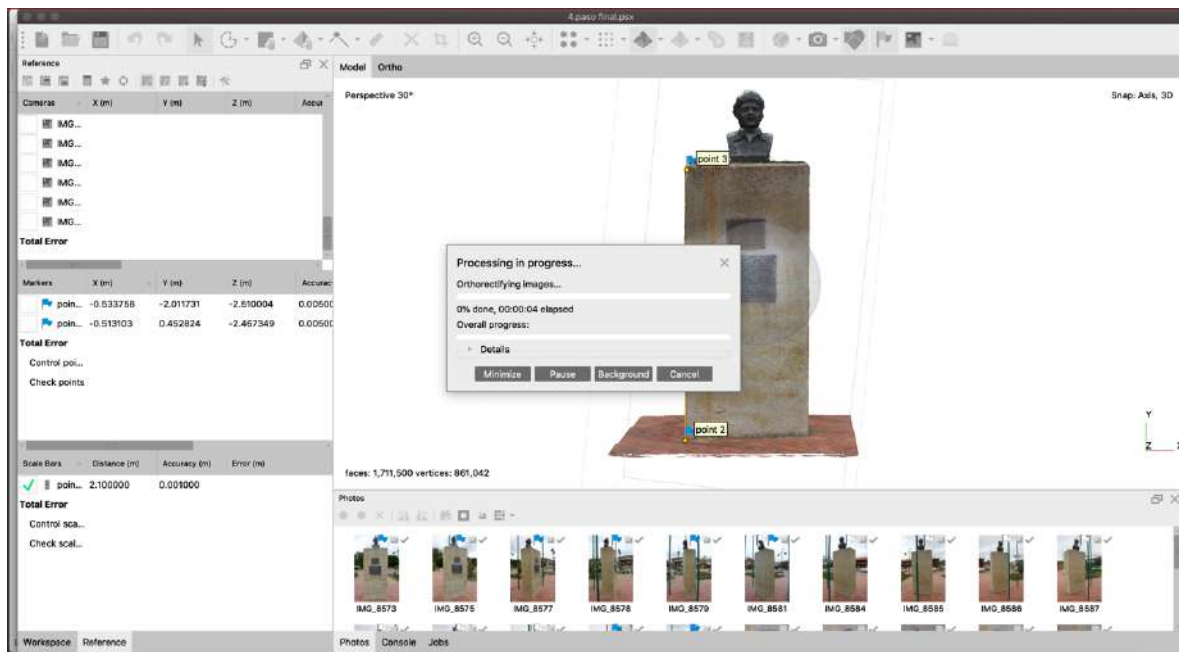 4.paso final.psx
Reference
Model Ortho
Cameras X (m) Y (m) Z (m) Accur
Perspective 30°
Snap: Axis, 3D
IMG...
IMG...
IMG...
IMG...
IMG...
IMG...
Total Error
point 3
Markers X (m) Y (m) Z (m) Accurac
poin... -0.533758 -2.011731 -2.510004 0.00500
poin... -0.513103 0.452824 -2.467349 0.00500
Total Error
Control poi...
Check points
Processing in progress...
Orthorectifying images...
0% done, 00:00:04 elapsed
Overall progress:
Details
Minimize Pause Background Cancel
point 2
Y
Z
Scale Bars Distance (m) Accuracy (m) Error (m)
poin... 2.100000 0.001000
Total Error
Control sca...
Check scal...
faces: 1,711,500 vertices: 861,042
Photos
IMG_8573 IMG_8575 IMG_8577 IMG_8578 IMG_8579 IMG_8581 IMG_8584 IMG_8585 IMG_8586 IMG_8587
Workspace Reference
Photos Console Jobs